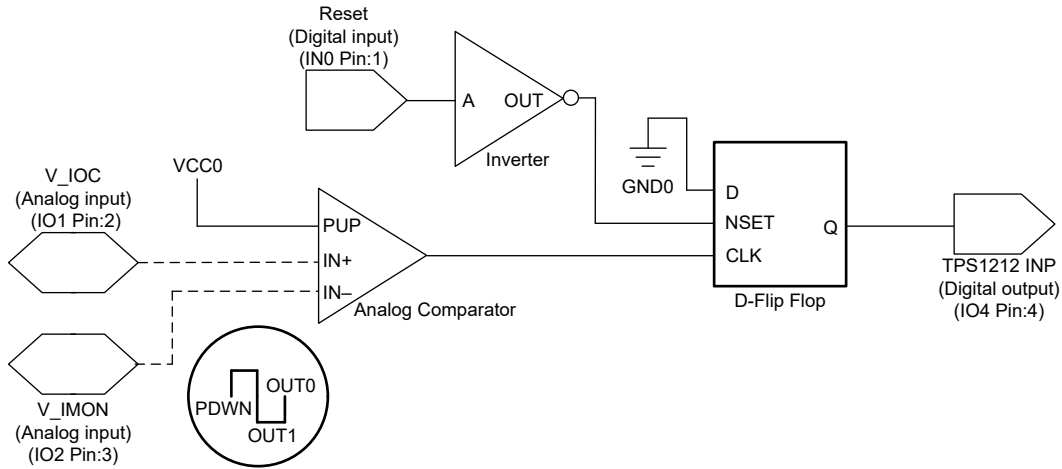 Reset
(Digital input)
(IN0 Pin:1)
A
OUT
Inverter
VCC0
V_IOC
(Analog input)
(IO1 Pin:2)
PUP
IN+
IN–
Analog Comparator
GND0
D
NSET
CLK
Q
D-Flip Flop
TPS1212 INP
(Digital output)
(IO4 Pin:4)
V_IMON
(Analog input)
(IO2 Pin:3)
PDWN
OUT0
OUT1